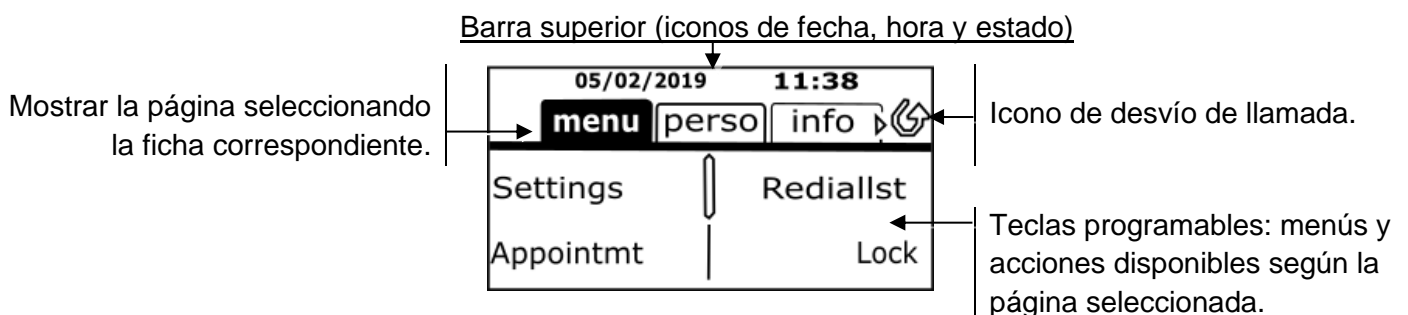 Barra superior (iconos de fecha, hora y estado)
05/02/2019 11:38
Mostrar la página seleccionando
la ficha correspondiente.
menu perso info
Icono de desvío de llamada.
Settings Rediallst
Appointmt Lock
Teclas programables: menús y
acciones disponibles según la
página seleccionada.